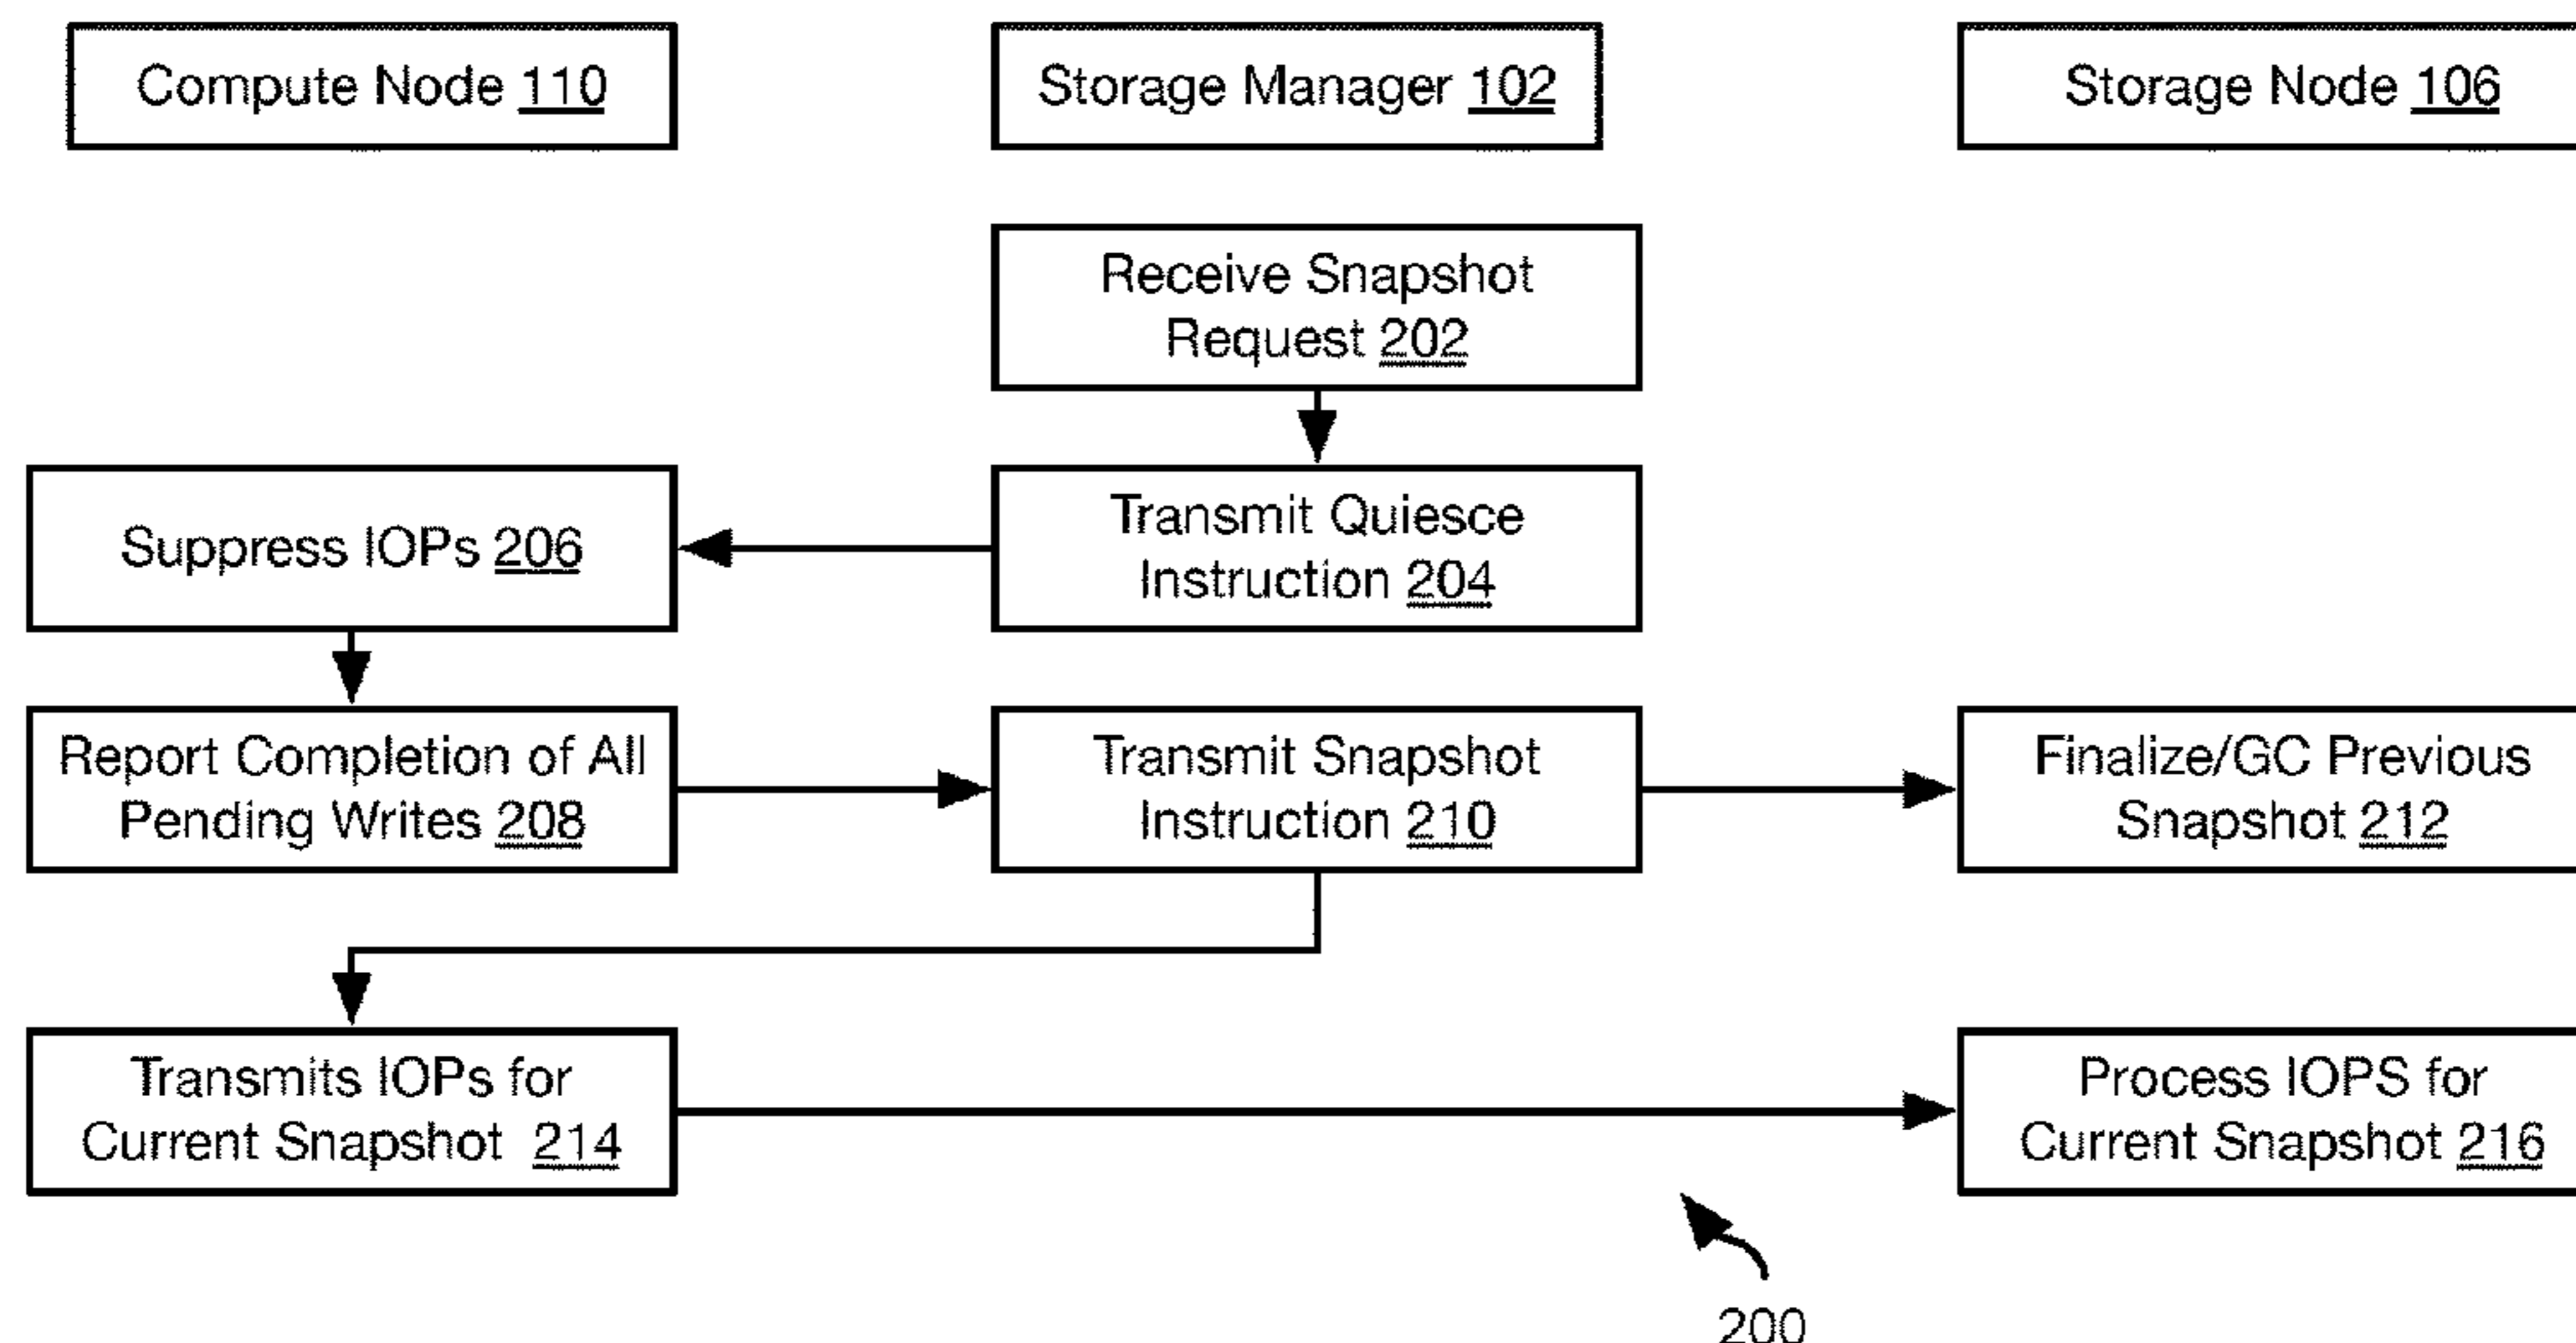 Compute Node 110
Storage Manager 102
Storage Node 106
Receive Snapshot
Request 202
Suppress IOPs 206
Transmit Quiesce
Instruction 204
Report Completion of All
Pending Writes 208
Transmit Snapshot
Instruction 210
Finalize/GC Previous
Snapshot 212
Transmits IOPs for
Current Snapshot 214
Process IOPS for
Current Snapshot 216
200